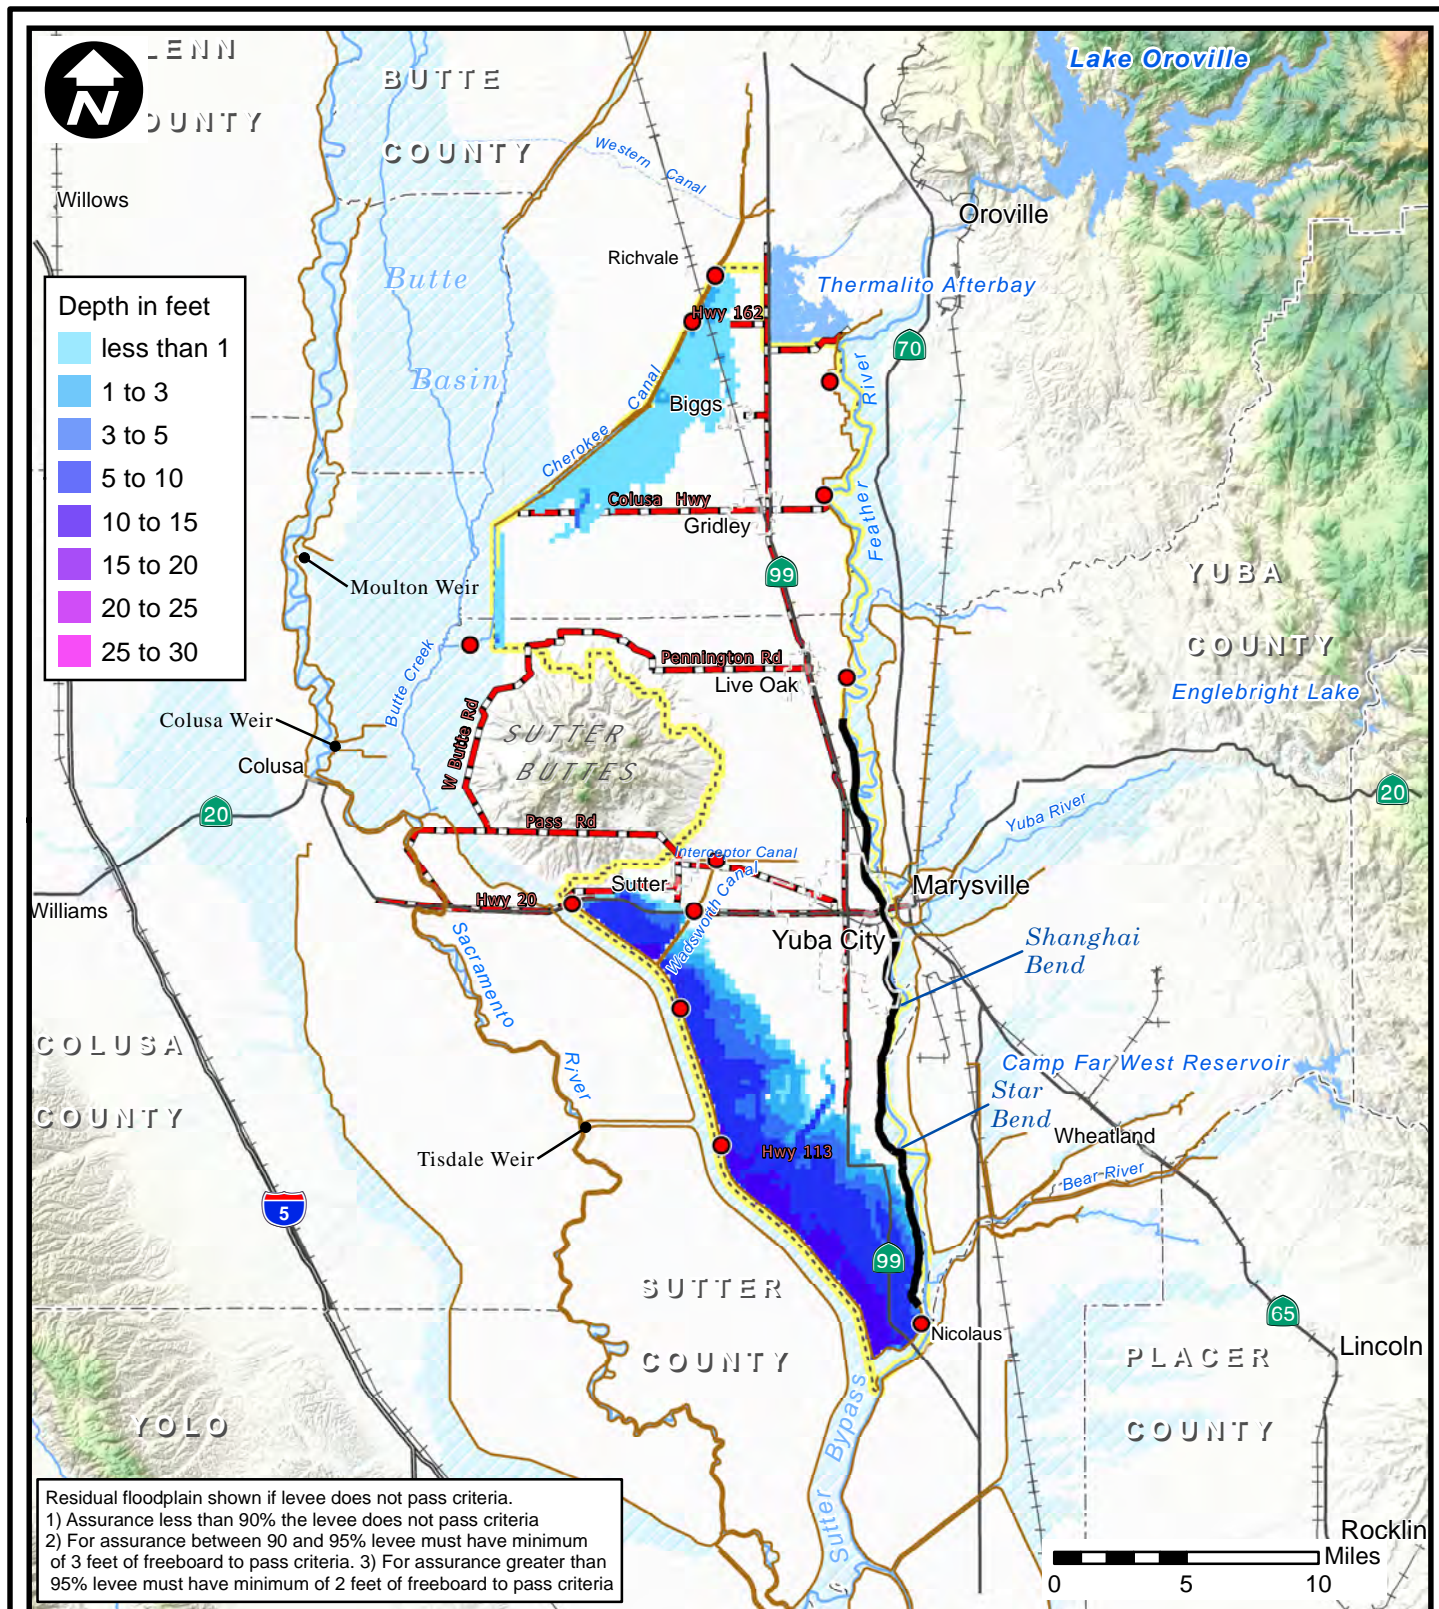 N
LENN
OUNTY
BUTTE
COUNTY
Lake Oroville
Western Canal
Willows
Oroville
Richvale
Butte
Basin
Thermalito Afterbay
Depth in feet
less than 1
1 to 3
3 to 5
5 to 10
10 to 15
15 to 20
20 to 25
25 to 30
Hwy 162
70
Cherokee Canal
Biggs
Feather River
Colusa Hwy
Gridley
99
YUBA
COUNTY
Moulton Weir
Butte Creek
Pennington Rd
Live Oak
Englebright Lake
Colusa Weir
Colusa
W Butte Rd
SUTTER
BUTTES
20
20
Pass Rd
Yuba River
Interceptor Canal
Sutter
Wadsworth Canal
Marysville
Williams
Hwy 20
Yuba City
Sacramento
River
Shanghai
Bend
COLUSA
COUNTY
Camp Far West Reservoir
Star
Bend
Wheatland
Tisdale Weir
Hwy 113
Bear River
5
99
SUTTER
COUNTY
65
Nicolaus
PLACER
COUNTY
Lincoln
YOLO
Sutter Bypass
Residual floodplain shown if levee does not pass criteria.
1) Assurance less than 90% the levee does not pass criteria
2) For assurance between 90 and 95% levee must have minimum
of 3 feet of freeboard to pass criteria. 3) For assurance greater than
95% levee must have minimum of 2 feet of freeboard to pass criteria
Rocklin
Miles
0 5 10